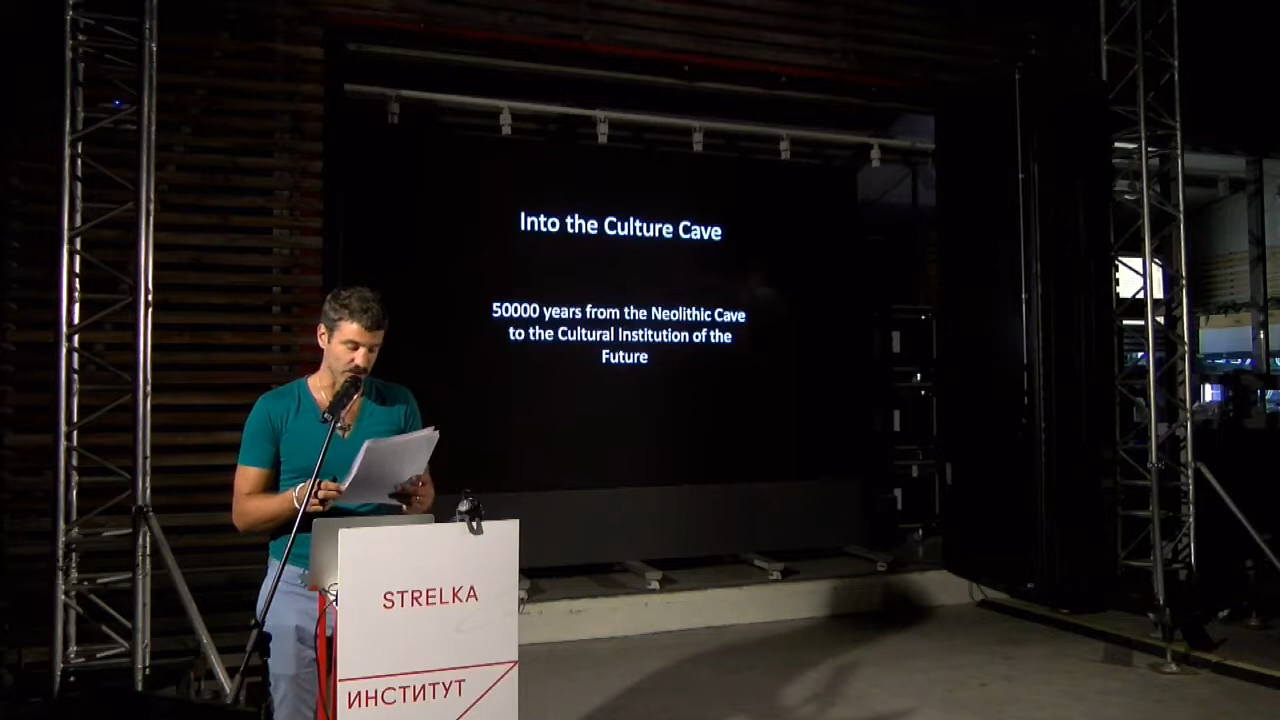 Into the Culture Cave
50000 years from the Neolithic Cave
to the Cultural Institution of the
Future
STRELKA
ИНСТИТУТ